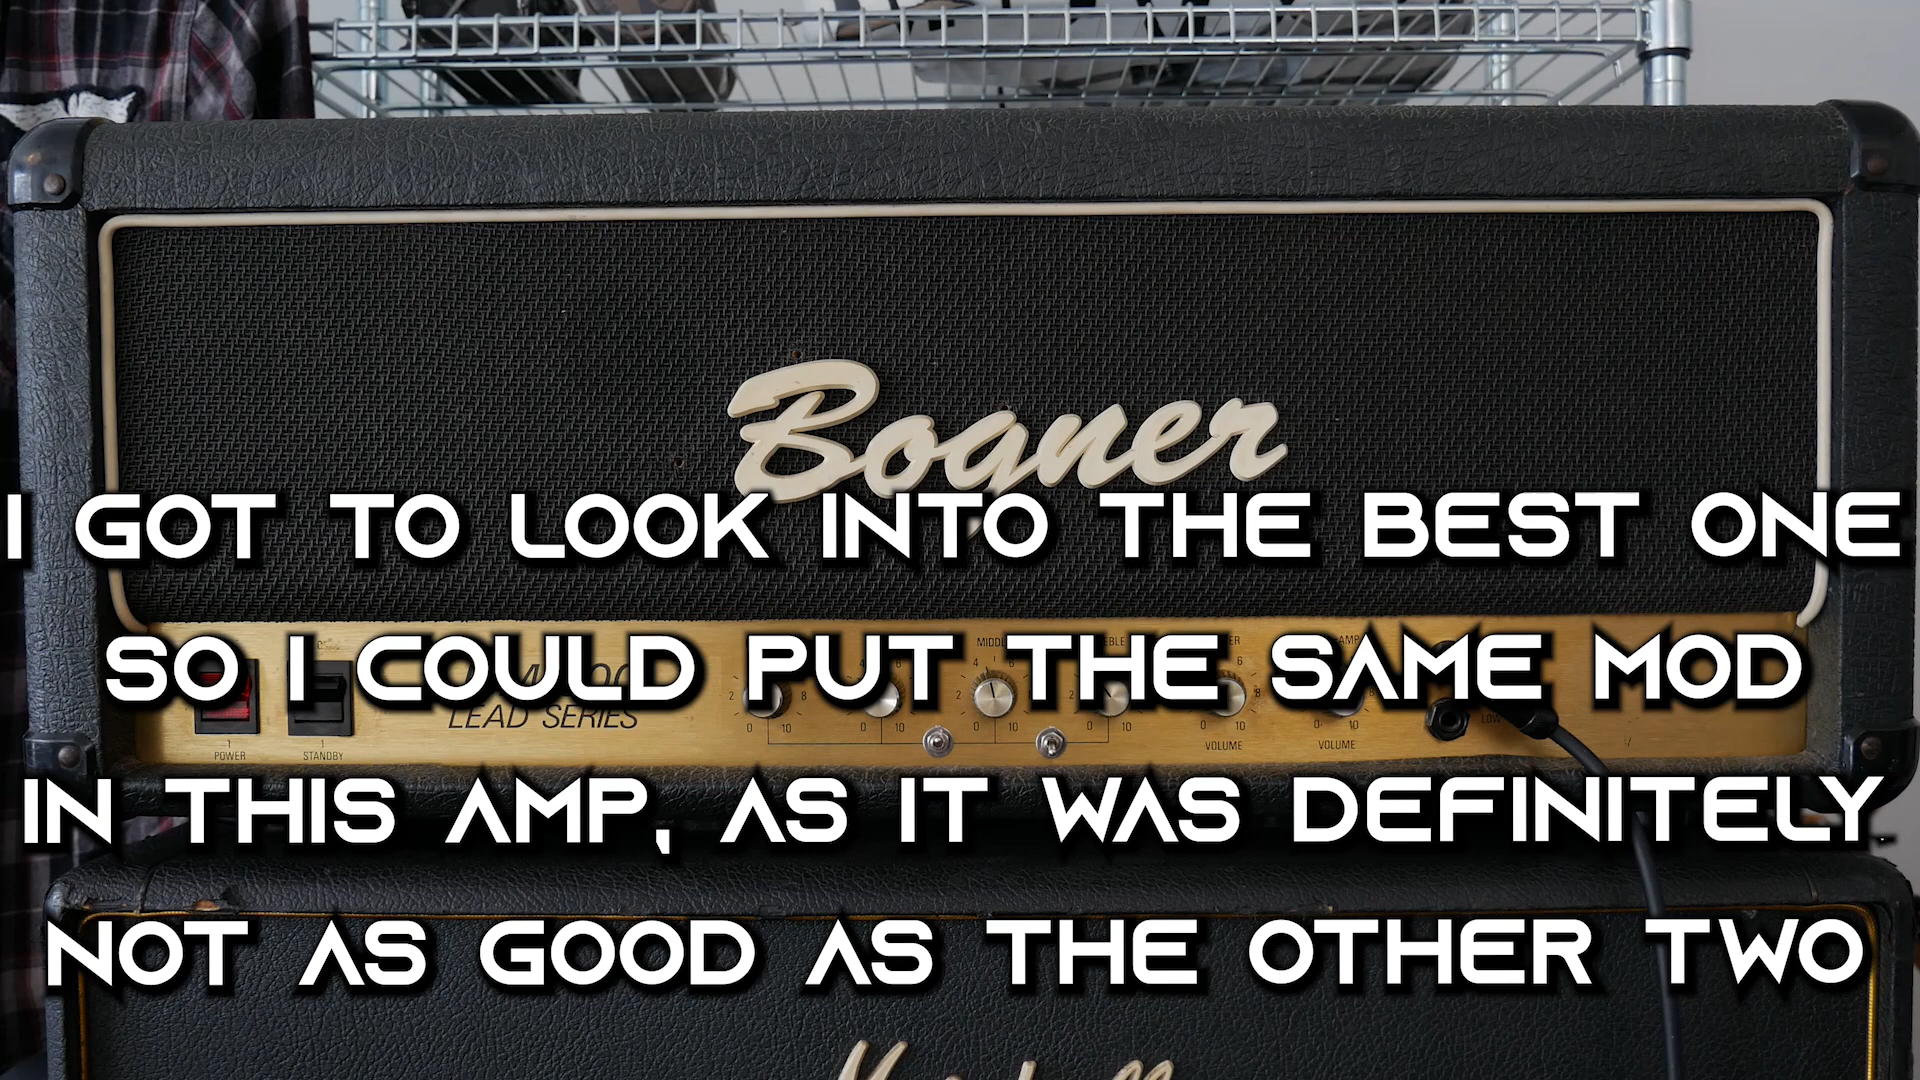 Bogner
I GOT TO LOOK INTO THE BEST ONE
SO I COULD PUT THE SAME MOD
LEAD SERIES
POWER
STANDBY
VOLUME
VOLUME
IN THIS AMP, AS IT WAS DEFINITELY
NOT AS GOOD AS THE OTHER TWO
Marshall